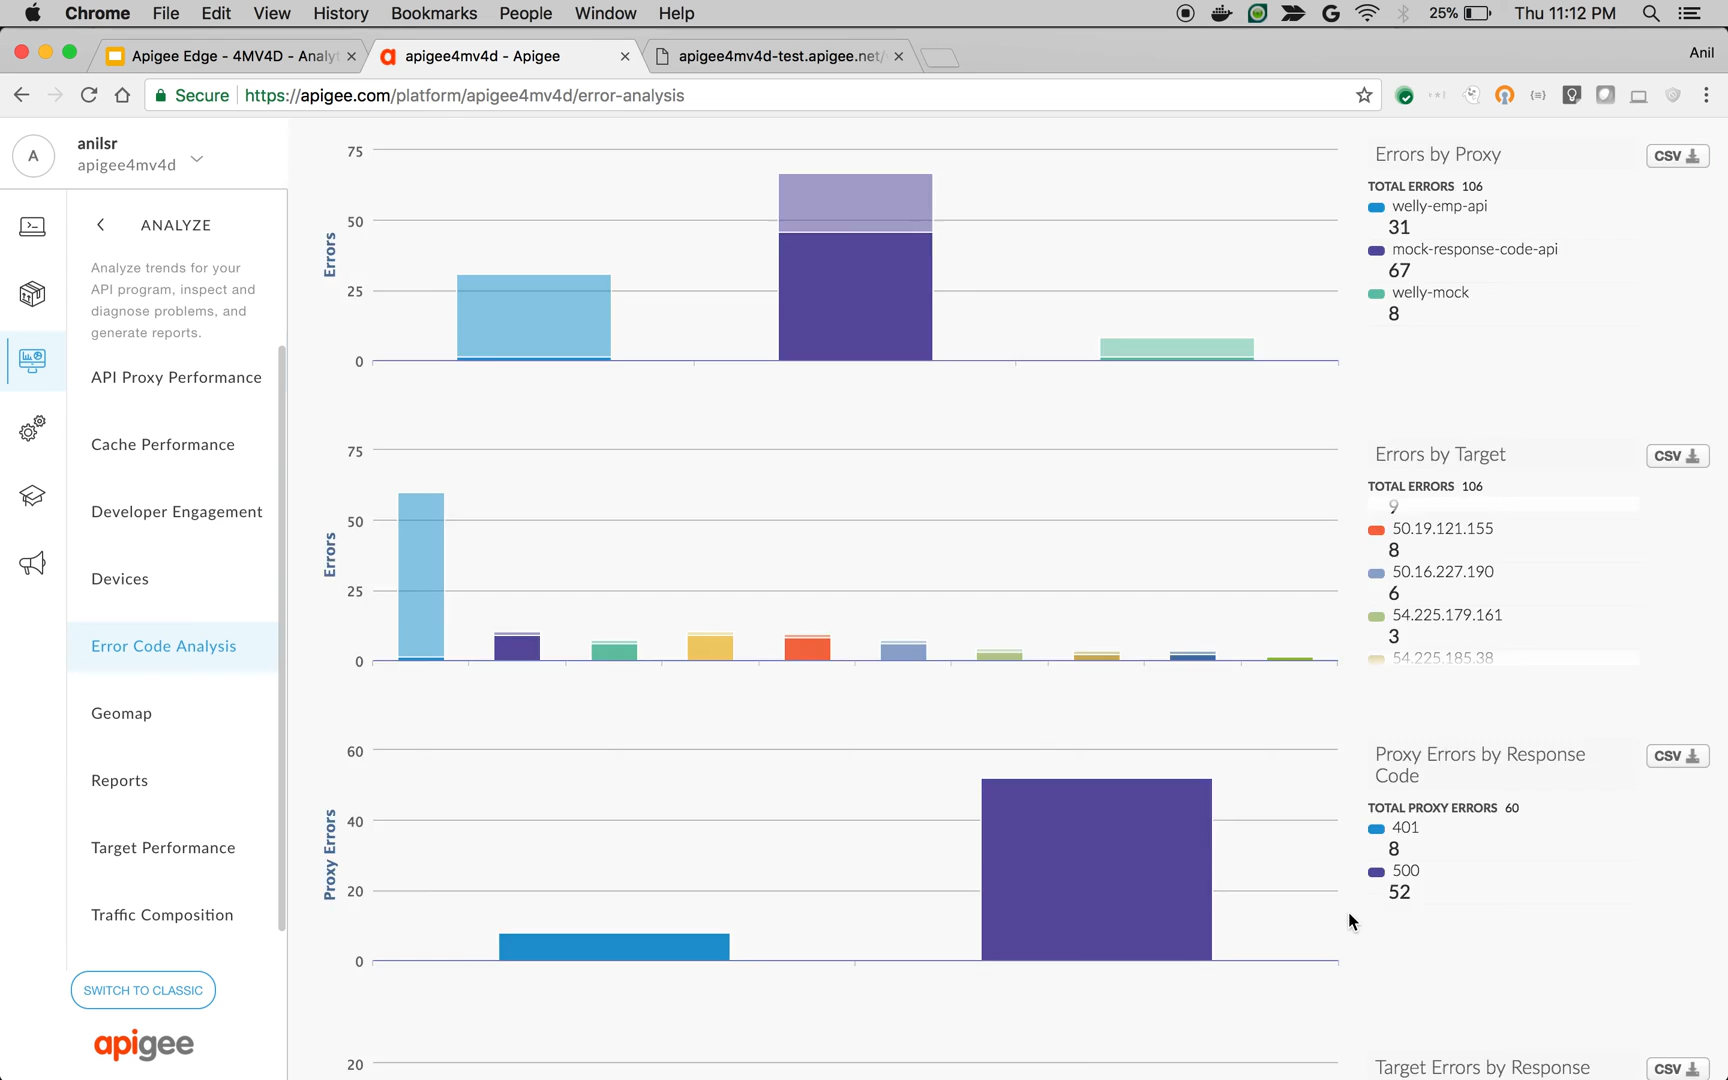 Chrome File Edit View History Bookmarks People Window Help 25% Thu 11:12 PM
Apigee Edge - 4MV4D - Analyt apigee4mv4d - Apigee apigee4mv4d-test.apigee.net/ Anil
Secure https://apigee.com/platform/apigee4mv4d/error-analysis
A
anilsr
apigee4mv4d
ANALYZE
Analyze trends for your
API program, inspect and
diagnose problems, and
generate reports.
API Proxy Performance
Cache Performance
Developer Engagement
Devices
Error Code Analysis
Geomap
Reports
Target Performance
Traffic Composition
SWITCH TO CLASSIC
apigee
75
50
25
0
Errors
Errors by Proxy
CSV
TOTAL ERRORS 106
welly-emp-api
31
mock-response-code-api
67
welly-mock
8
75
50
25
0
Errors
Errors by Target
CSV
TOTAL ERRORS 106
9
50.19.121.155
8
50.16.227.190
6
54.225.179.161
3
54.225.185.38
60
40
20
0
Proxy Errors
Proxy Errors by Response
Code
CSV
TOTAL PROXY ERRORS 60
401
8
500
52
20
Target Errors by Response
CSV